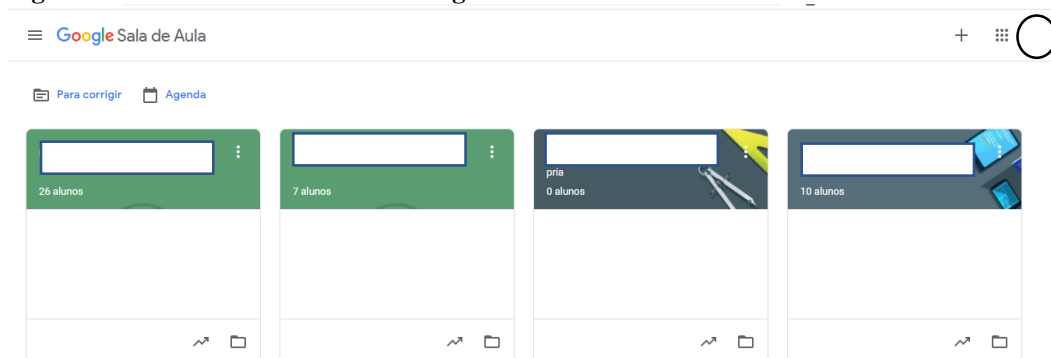 Google Sala de Aula
Para corrigir Agenda
26 alunos
7 alunos
pria
0 alunos
10 alunos